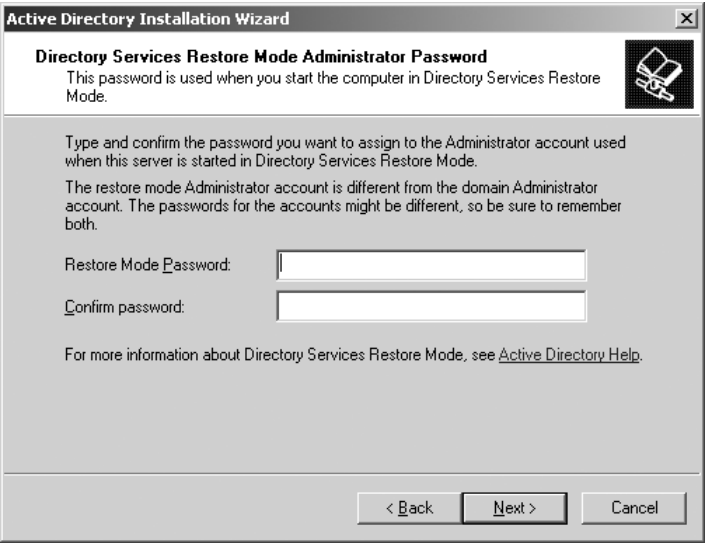 Active Directory Installation Wizard
Directory Services Restore Mode Administrator Password
This password is used when you start the computer in Directory Services Restore
Mode.
Type and confirm the password you want to assign to the Administrator account used
when this server is started in Directory Services Restore Mode.
The restore mode Administrator account is different from the domain Administrator
account. The passwords for the accounts might be different, so be sure to remember
both.
Restore Mode Password:
Confirm password:
For more information about Directory Services Restore Mode, see Active Directory Help.
< Back Next > Cancel